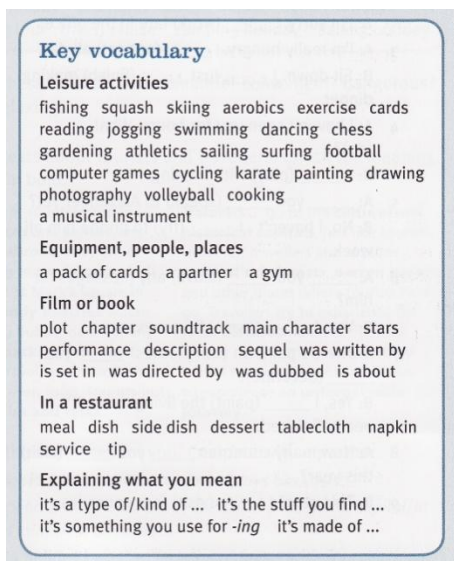 Key vocabulary
Leisure activities
fishing squash skiing aerobics exercise cards
reading jogging swimming dancing chess
gardening athletics sailing surfing football
computer games cycling karate painting drawing
photography volleyball cooking
a musical instrument
Equipment, people, places
a pack of cards a partner a gym
Film or book
plot chapter soundtrack main character stars
performance description sequel was written by
is set in was directed by was dubbed is about
In a restaurant
meal dish side dish dessert tablecloth napkin
service tip
Explaining what you mean
it's a type of/kind of ... it's the stuff you find ...
it's something you use for -ing it's made of ...